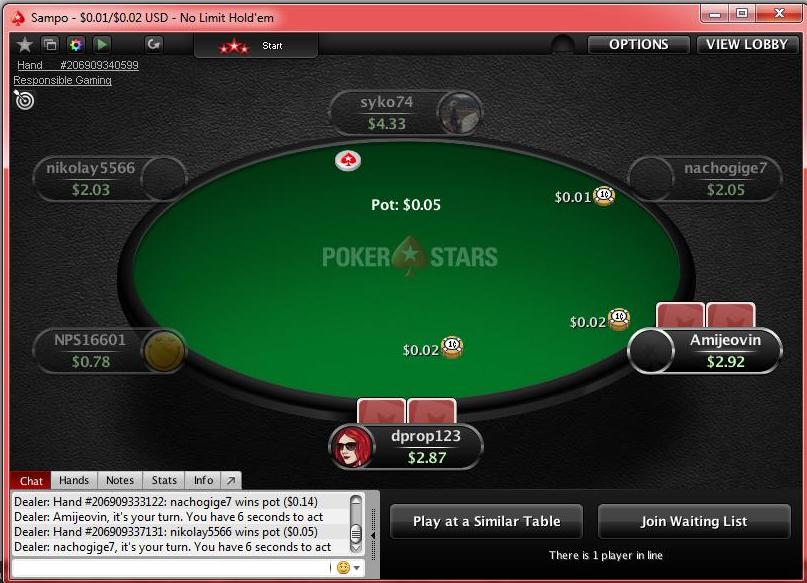 Sampo - $0.01/$0.02 USD - No Limit Hold'em
Start
OPTIONS
VIEW LOBBY
Hand #206909340599
Responsible Gaming
syko74
$4.33
nikolay5566
$2.03
nachogige7
$2.05
Pot: $0.05
$0.01
1¢
POKER STARS
$0.02
1¢
$0.02
1¢
NPS16601
$0.78
Amijeovin
$2.92
dprop123
$2.87
Chat
Hands
Notes
Stats
Info
Dealer: Hand #206909333122: nachogige7 wins pot ($0.14)
Dealer: Amijeovin, it's your turn. You have 6 seconds to act
Dealer: Hand #206909337131: nikolay5566 wins pot ($0.05)
Dealer: nachogige7, it's your turn. You have 6 seconds to act
Play at a Similar Table
Join Waiting List
There is 1 player in line